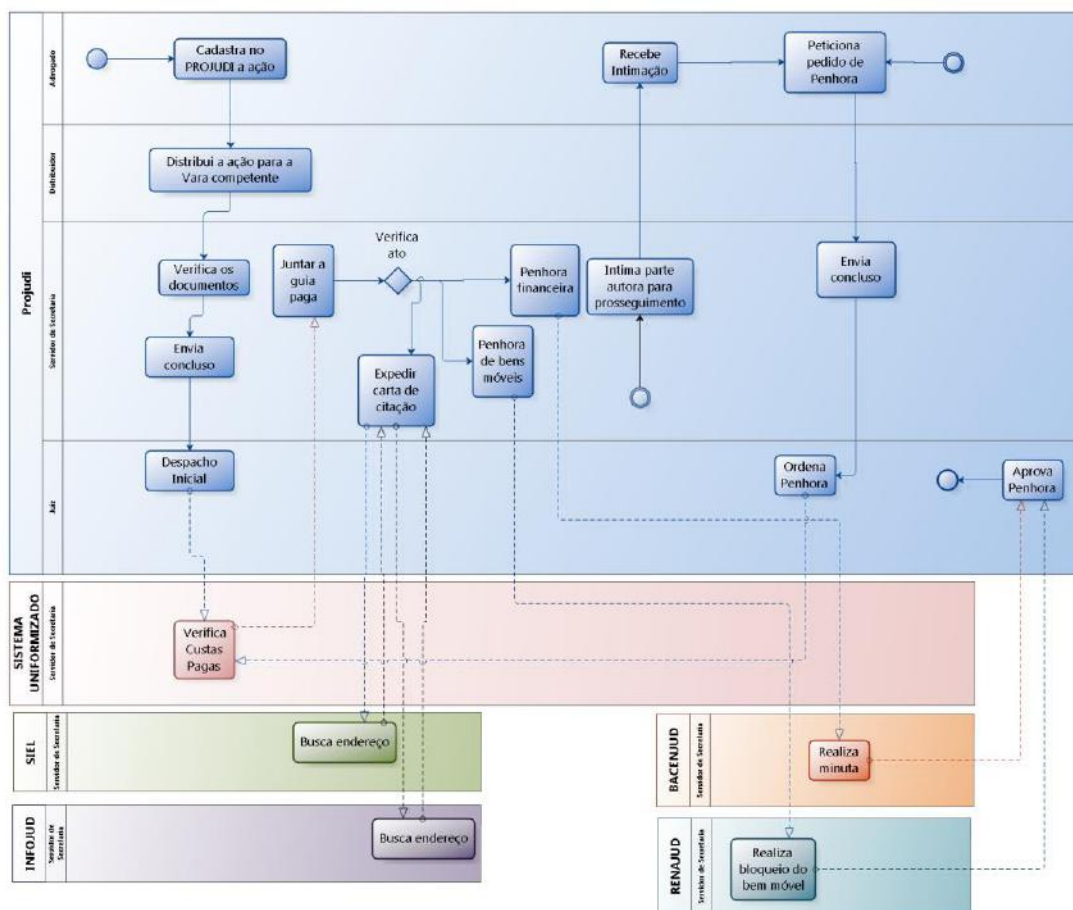 Projudi
Advogado
Cadastra no
PROJUDI a ação
Recebe
Intimação
Peticiona
pedido de
Penhora
Distribuidor
Distribui a ação para a
Vara competente
Servidor de Secretaria
Verifica os
documentos
Envia
concluso
Juntar a
guia
paga
Verifica
ato
Expedir
carta de
citação
Penhora
financeira
Penhora
de bens
móveis
Intima parte
autora para
prosseguimento
Envia
concluso
Juiz
Despacho
Inicial
Ordena
Penhora
Aprova
Penhora
SISTEMA
UNIFORMIZADO
Servidor de Secretaria
Verifica
Custas
Pagas
SIEL
Servidor de Secretaria
Busca endereço
INFOJUD
Servidor de
Secretaria
Busca endereço
BACENJUD
Servidor de Secretaria
Realiza
minuta
RENAJUD
Servidor de Secretaria
Realiza
bloqueio do
bem móvel